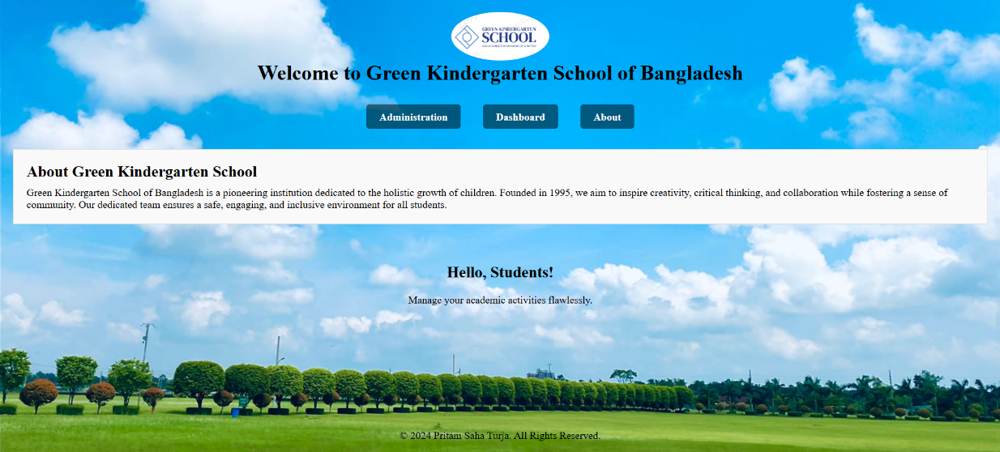 GREEN KINDERGARTEN
SCHOOL
Welcome to Green Kindergarten School of Bangladesh
Administration
Dashboard
About
About Green Kindergarten School
Green Kindergarten School of Bangladesh is a pioneering institution dedicated to the holistic growth of children. Founded in 1995, we aim to inspire creativity, critical thinking, and collaboration while fostering a sense of
community. Our dedicated team ensures a safe, engaging, and inclusive environment for all students.
Hello, Students!
Manage your academic activities flawlessly.
© 2024 Pritam Saha Turja. All Rights Reserved.